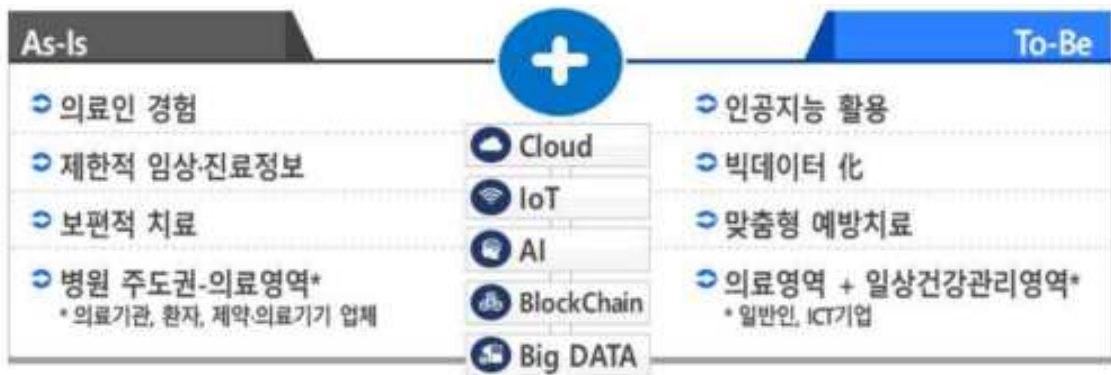 As-Is
의료인 경험
제한적 임상·진료정보
보편적 치료
병원 주도권-의료영역*
* 의료기관, 환자, 제약·의료기기 업체
Cloud
IoT
AI
BlockChain
Big DATA
To-Be
인공지능 활용
빅데이터 化
맞춤형 예방치료
의료영역 + 일상건강관리영역*
* 일반인, ICT기업